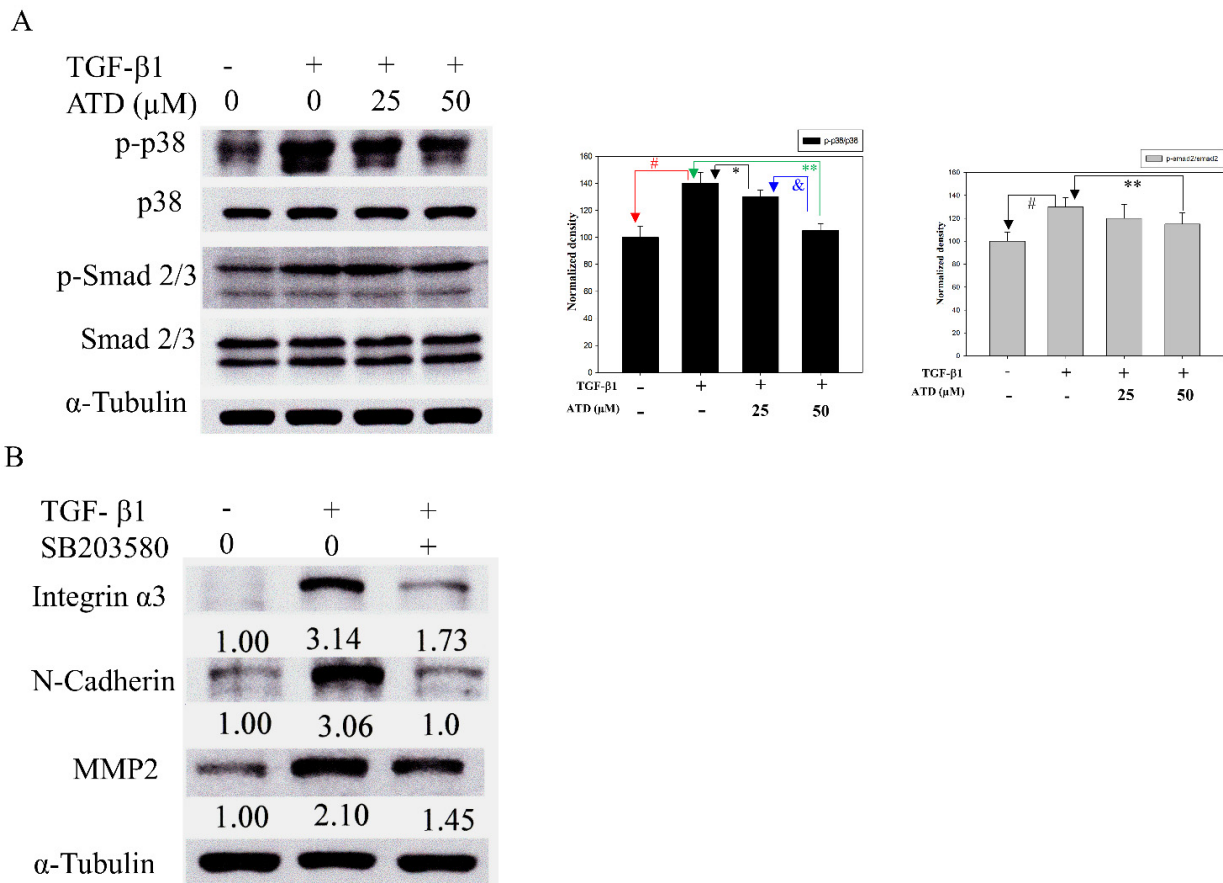 A
TGF-β1 - + + +
ATD (µM) 0 0 25 50
p-p38
p38
p-Smad 2/3
Smad 2/3
α-Tubulin
p-p38/p38
Normalized density
160
140
120
100
80
60
40
20
0
# * ** &
TGF-β1 - + + +
ATD (µM) - - 25 50
p-smad2/smad2
Normalized density
160
140
120
100
80
60
40
20
0
# **
TGF-β1 - + + +
ATD (µM) - - 25 50
B
TGF- β1 - + +
SB203580 0 0 +
Integrin α3
1.00 3.14 1.73
N-Cadherin
1.00 3.06 1.0
MMP2
1.00 2.10 1.45
α-Tubulin